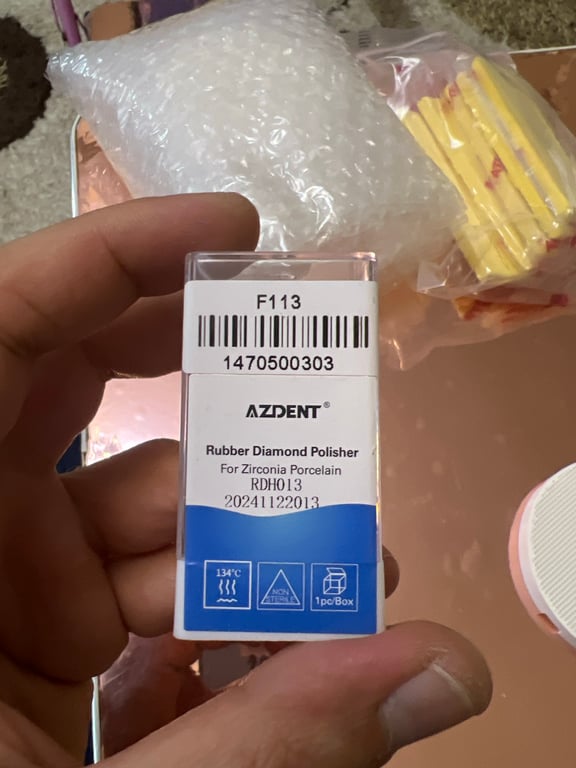 F113
1470500303
AZDENT®
Rubber Diamond Polisher
For Zirconia Porcelain
RDH013
20241122013
134°C
NON
STERILE
1pc/Box